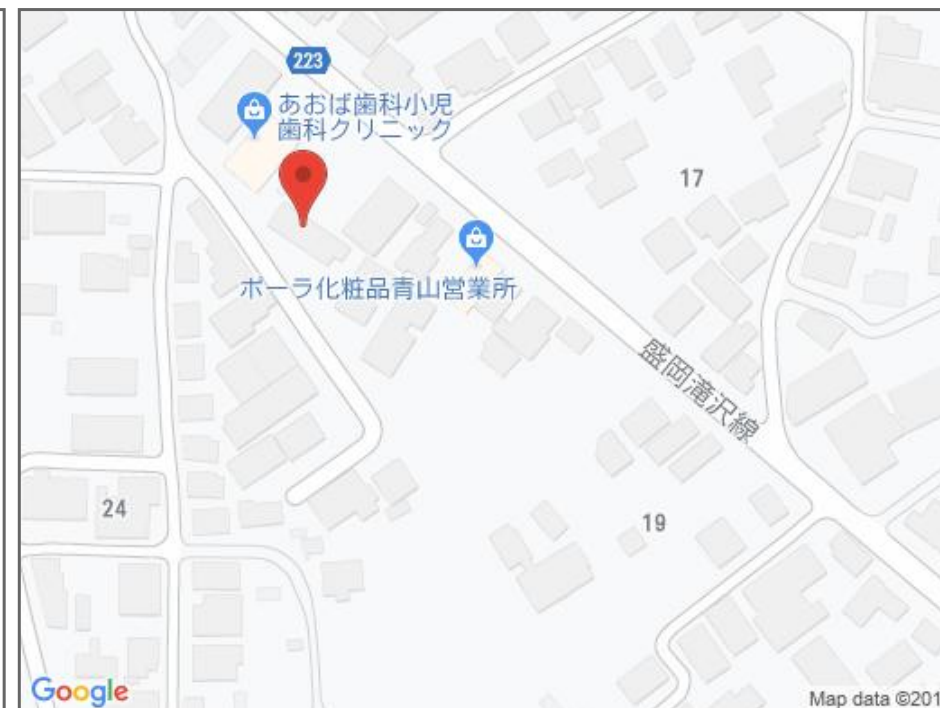 223
あおば歯科小児
歯科クリニック
17
ポーラ化粧品青山営業所
盛岡滝沢線
24
19
Google
Map data ©201